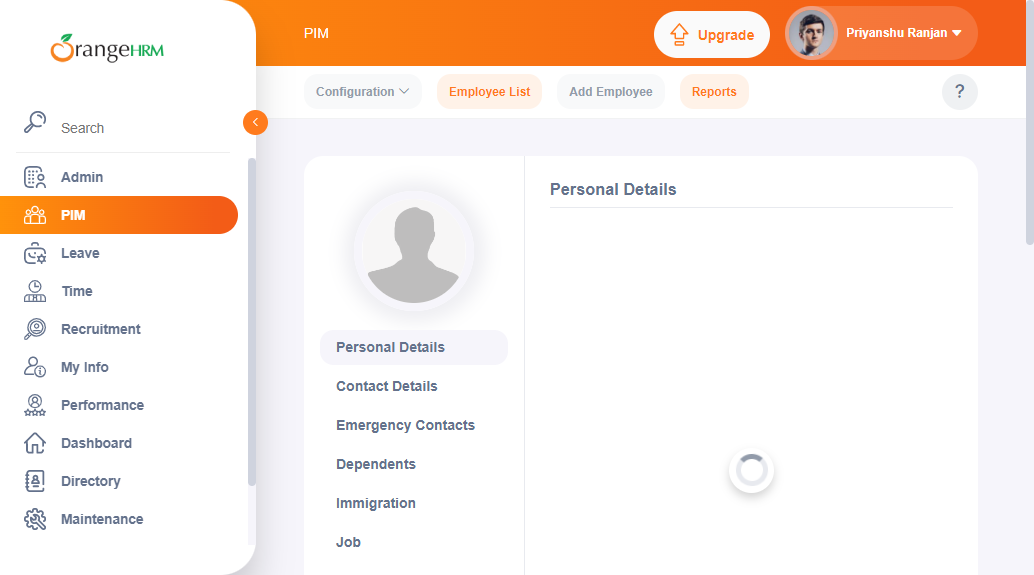 OrangeHRM
Search
Admin
PIM
Leave
Time
Recruitment
My Info
Performance
Dashboard
Directory
Maintenance
PIM
Upgrade
Priyanshu Ranjan
Configuration
Employee List
Add Employee
Reports
?
Personal Details
Contact Details
Emergency Contacts
Dependents
Immigration
Job
Personal Details